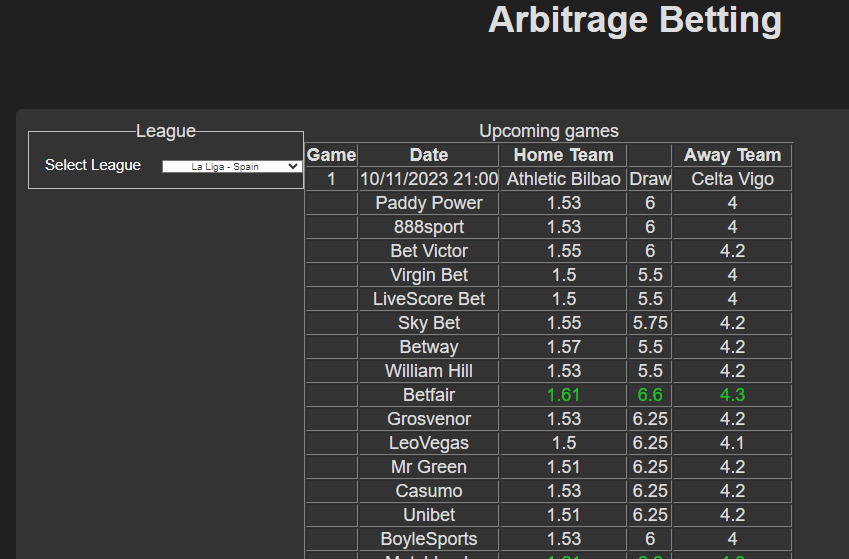 Arbitrage Betting
League
Select League La Liga - Spain
Upcoming games
Game Date Home Team Away Team
1 10/11/2023 21:00 Athletic Bilbao Draw Celta Vigo
Paddy Power 1.53 6 4
888sport 1.53 6 4
Bet Victor 1.55 6 4.2
Virgin Bet 1.5 5.5 4
LiveScore Bet 1.5 5.5 4
Sky Bet 1.55 5.75 4.2
Betway 1.57 5.5 4.2
William Hill 1.53 5.5 4.2
Betfair 1.61 6.6 4.3
Grosvenor 1.53 6.25 4.2
LeoVegas 1.5 6.25 4.1
Mr Green 1.51 6.25 4.2
Casumo 1.53 6.25 4.2
Unibet 1.51 6.25 4.2
BoyleSports 1.53 6 4